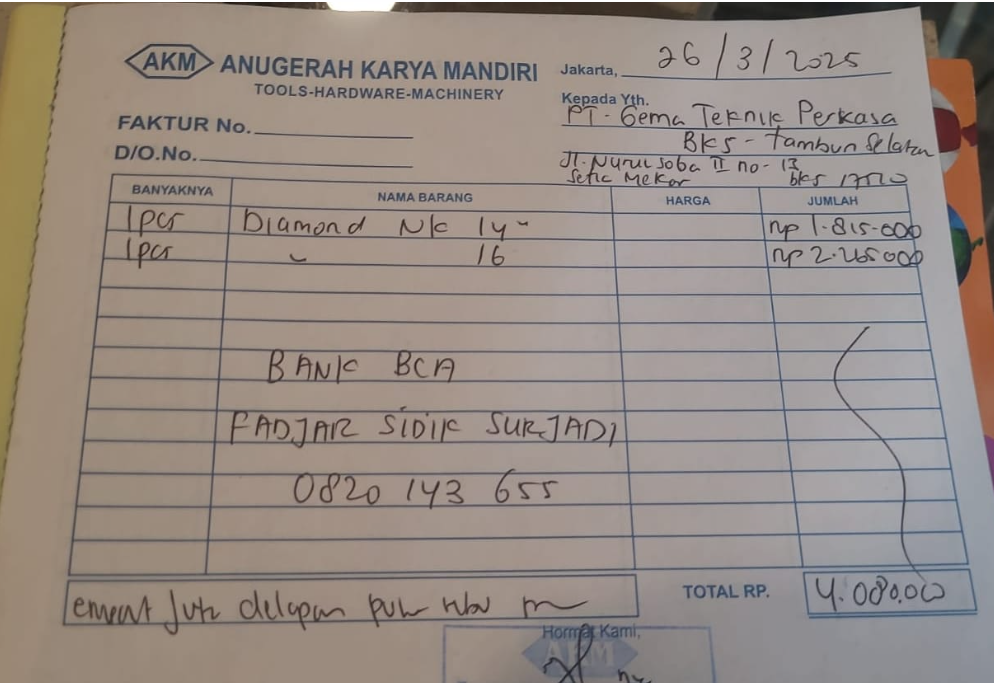 AKM ANUGERAH KARYA MANDIRI
TOOLS-HARDWARE-MACHINERY
Jakarta, 26/3/2025
Kepada Yth.
PT. Gema Teknik Perkasa
BKS - Tambun Selatan
Jl. Nurul Soba II no - 13
Setia Mekar bks 17510
FAKTUR No.
D/O.No.
BANYAKNYA NAMA BARANG HARGA JUMLAH
1pcs Diamond NK 14" Rp 1.815.000
1pcs " 16 Rp 2.265000
BANK BCA
FADJAR SIDIK SURJADI
0820 143 655
empat Juta delapan puluh ribu TOTAL RP. 4.080.000
Hormat Kami,
AKM